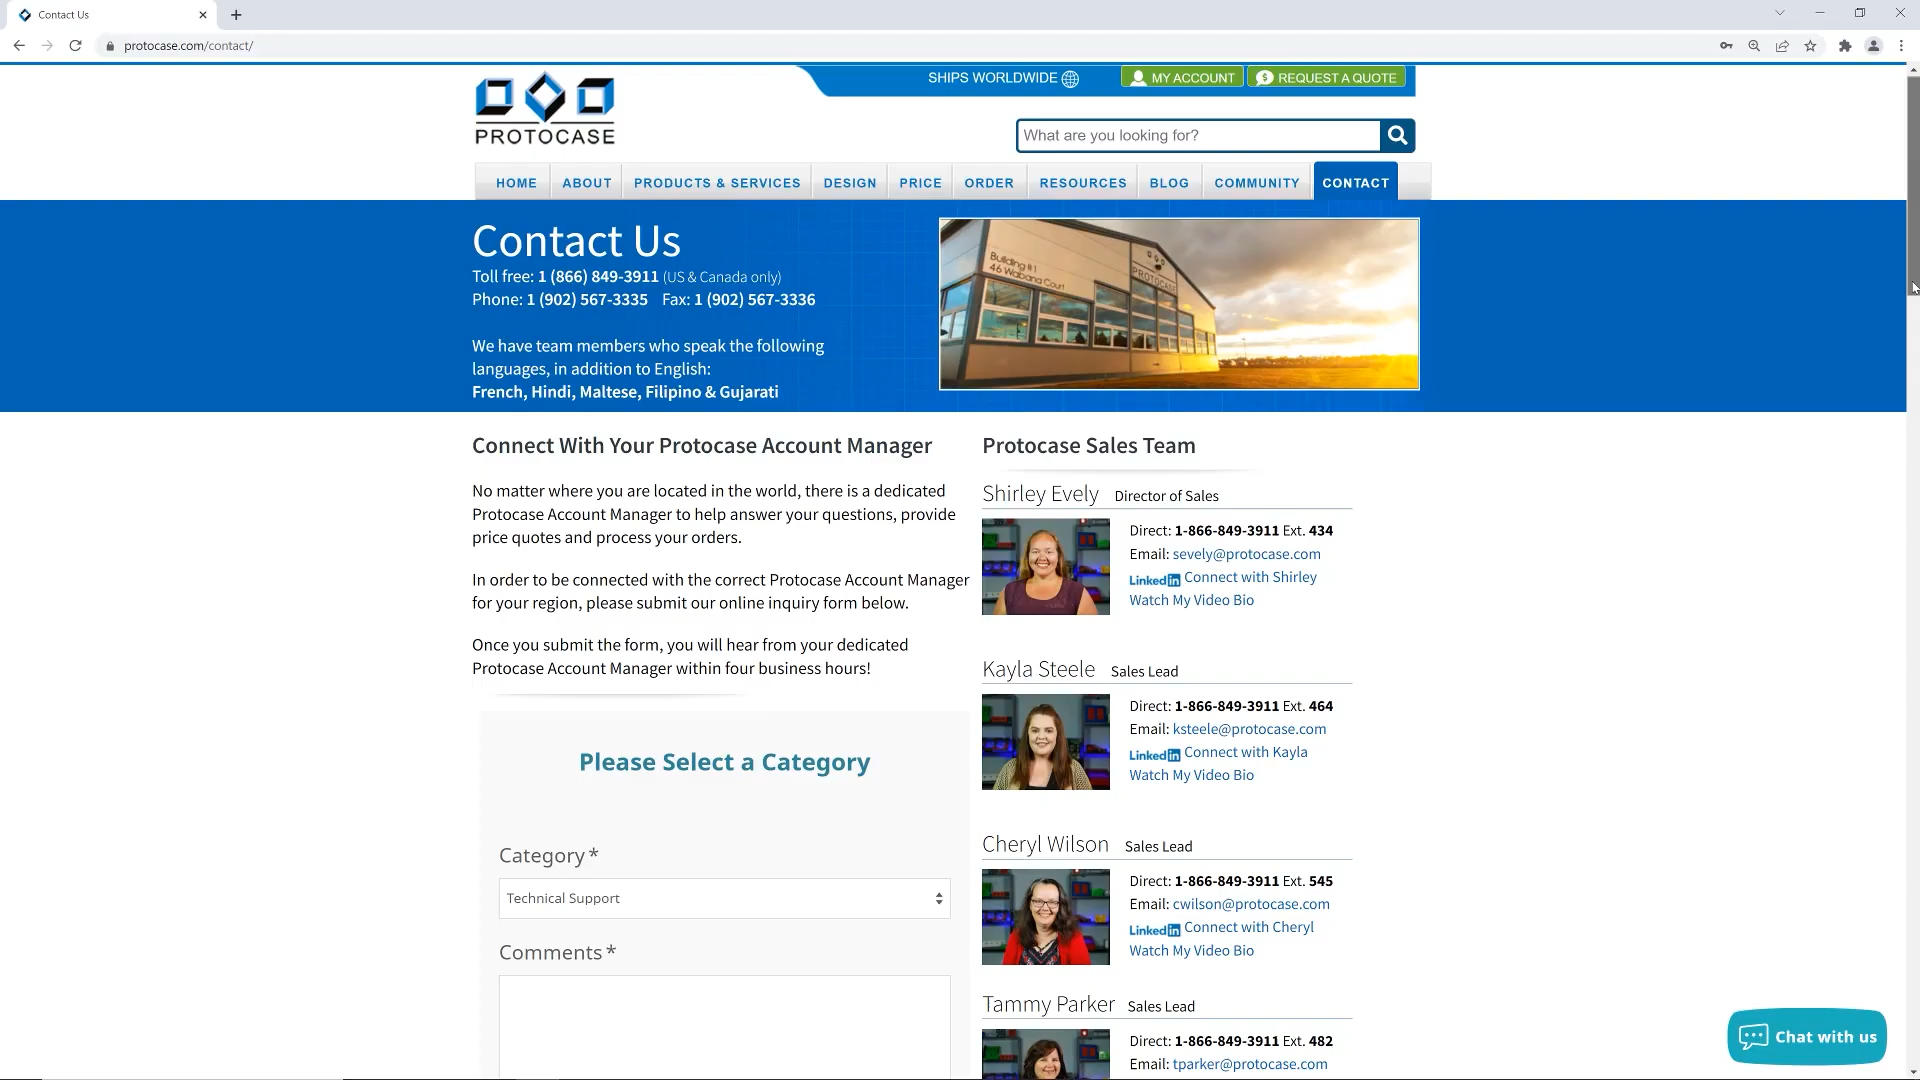 Contact Us
protocase.com/contact/
SHIPS WORLDWIDE
MY ACCOUNT
REQUEST A QUOTE
PROTOCASE
What are you looking for?
HOME
ABOUT
PRODUCTS & SERVICES
DESIGN
PRICE
ORDER
RESOURCES
BLOG
COMMUNITY
CONTACT
Contact Us
Toll free: 1 (866) 849-3911 (US & Canada only)
Phone: 1 (902) 567-3335 Fax: 1 (902) 567-3336
We have team members who speak the following
languages, in addition to English:
French, Hindi, Maltese, Filipino & Gujarati
Building #1
46 Wabana Court
PROTOCASE
Connect With Your Protocase Account Manager
No matter where you are located in the world, there is a dedicated
Protocase Account Manager to help answer your questions, provide
price quotes and process your orders.
In order to be connected with the correct Protocase Account Manager
for your region, please submit our online inquiry form below.
Once you submit the form, you will hear from your dedicated
Protocase Account Manager within four business hours!
Please Select a Category
Category*
Technical Support
Comments*
Protocase Sales Team
Shirley Evely Director of Sales
Direct: 1-866-849-3911 Ext. 434
Email: sevely@protocase.com
Linked in Connect with Shirley
Watch My Video Bio
Kayla Steele Sales Lead
Direct: 1-866-849-3911 Ext. 464
Email: ksteele@protocase.com
Linked in Connect with Kayla
Watch My Video Bio
Cheryl Wilson Sales Lead
Direct: 1-866-849-3911 Ext. 545
Email: cwilson@protocase.com
Linked in Connect with Cheryl
Watch My Video Bio
Tammy Parker Sales Lead
Direct: 1-866-849-3911 Ext. 482
Email: tparker@protocase.com
Chat with us